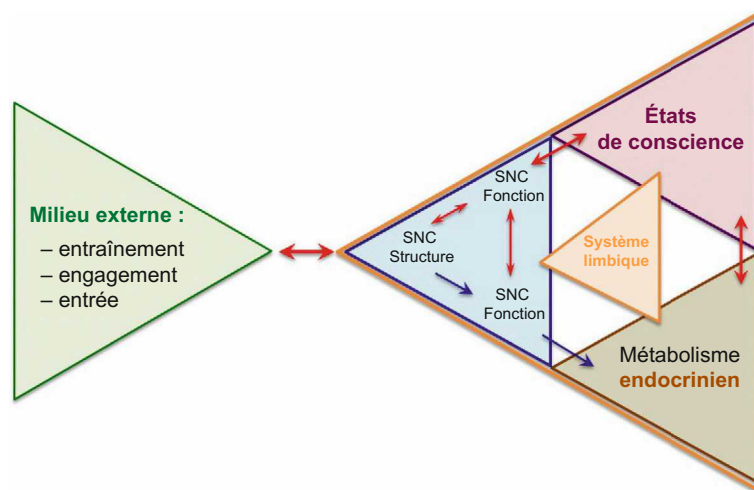 Milieu externe :
– entraînement
– engagement
– entrée
SNC
Fonction
SNC
Structure
SNC
Fonction
États
de conscience
Système
limbique
Métabolisme
endocrinien